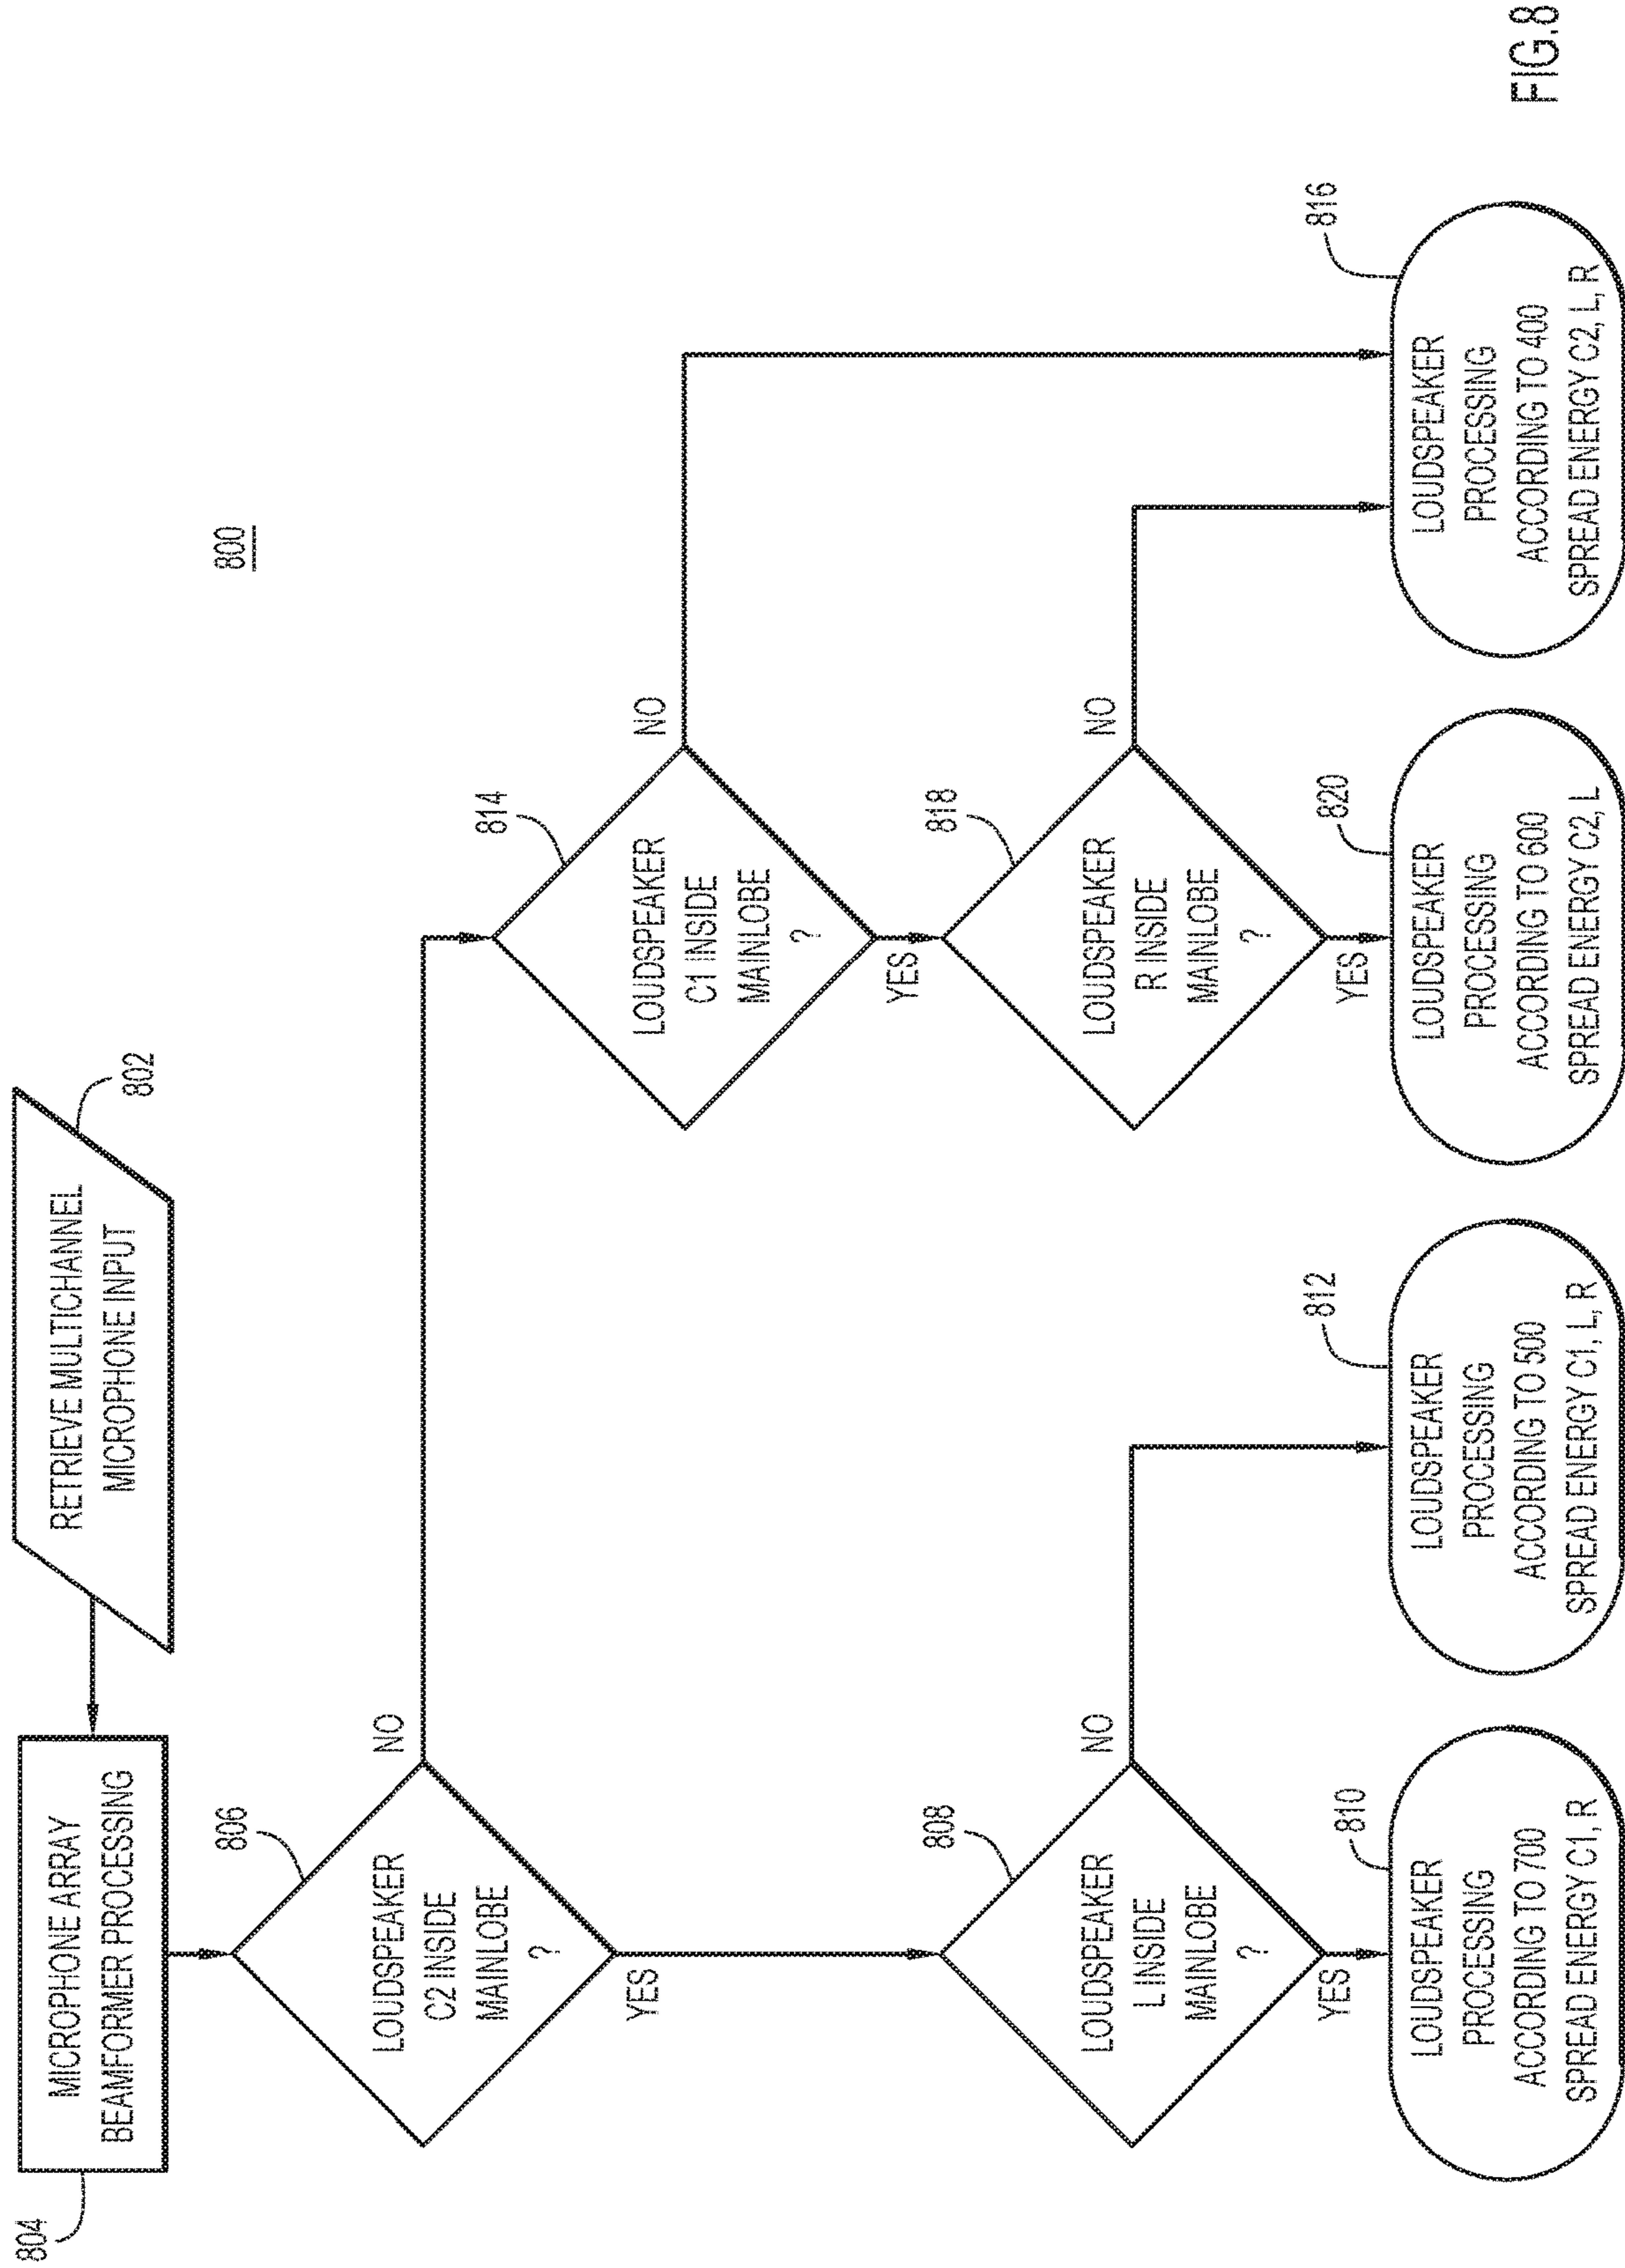 800
RETRIEVE MULTICHANNEL
MICROPHONE INPUT
802
MICROPHONE ARRAY
BEAMFORMER PROCESSING
804
LOUDSPEAKER
C2 INSIDE
MAINLOBE
?
806
NO
YES
LOUDSPEAKER
C1 INSIDE
MAINLOBE
?
814
NO
YES
LOUDSPEAKER
L INSIDE
MAINLOBE
?
808
NO
YES
LOUDSPEAKER
R INSIDE
MAINLOBE
?
818
NO
YES
LOUDSPEAKER
PROCESSING
ACCORDING TO 700
SPREAD ENERGY C1, R
810
LOUDSPEAKER
PROCESSING
ACCORDING TO 500
SPREAD ENERGY C1, L, R
812
LOUDSPEAKER
PROCESSING
ACCORDING TO 600
SPREAD ENERGY C2, L
820
LOUDSPEAKER
PROCESSING
ACCORDING TO 400
SPREAD ENERGY C2, L, R
816
FIG.8